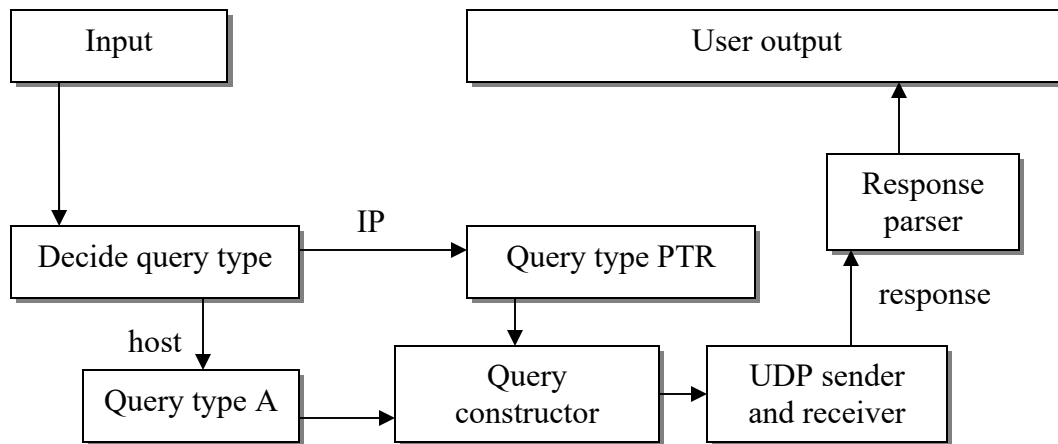 Input
User output
Response
parser
IP
Decide query type
Query type PTR
response
host
Query type A
Query
constructor
UDP sender
and receiver